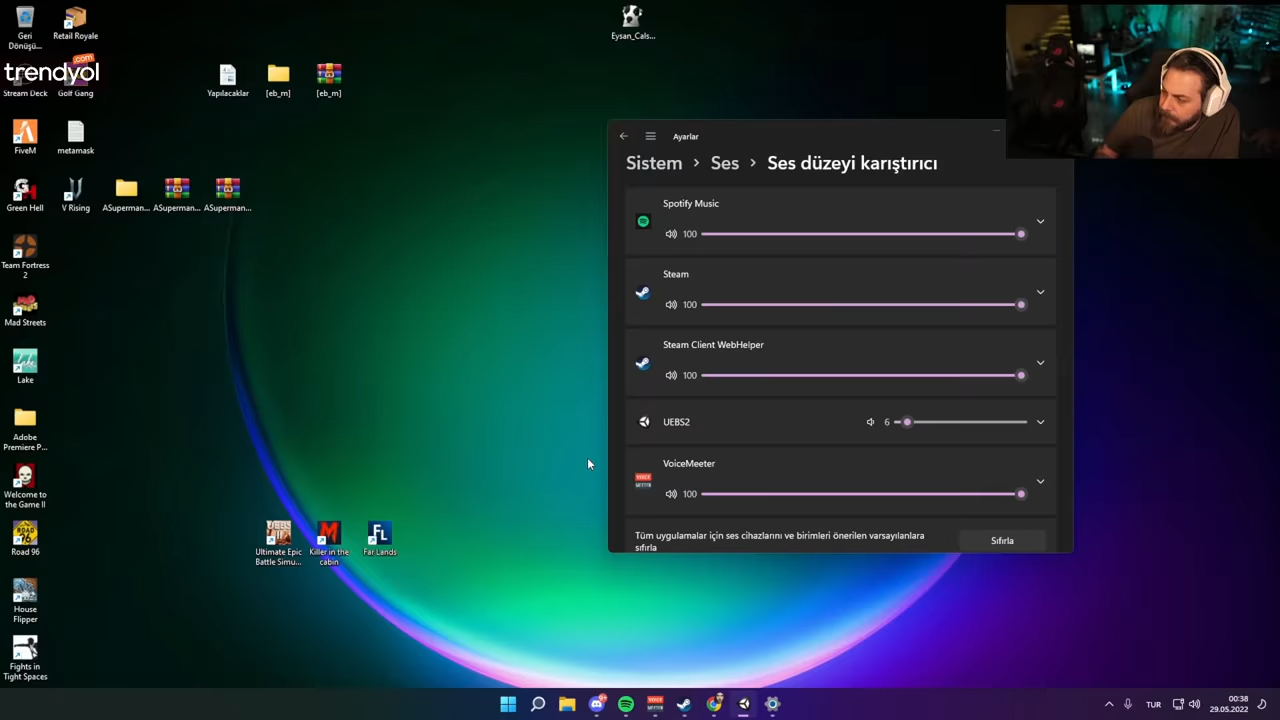 Geri
Dönüşü...
Retail Royale
Eysan_Cals...
trendyol
.com
Stream Deck
Golf Gang
Yapılacaklar
[eb_m]
[eb_m]
FiveM
metamask
Green Hell
V Rising
ASuperman...
ASuperman...
ASuperman...
Team Fortress
2
Mad Streets
Lake
Adobe
Premiere P...
Welcome to
the Game II
ROAD
96
Road 96
House
Flipper
Fights in
Tight Spaces
UEBS
Ultimate Epic
Battle Simu...
Killer in the
cabin
FL
Far Lands
Ayarlar
Sistem > Ses > Ses düzeyi karıştırıcı
Spotify Music
100
Steam
100
Steam Client WebHelper
100
UEBS2
6
VoiceMeeter
100
Tüm uygulamalar için ses cihazlarını ve birimleri önerilen varsayılanlara
sıfırla
Sıfırla
TUR
00:38
29.05.2022